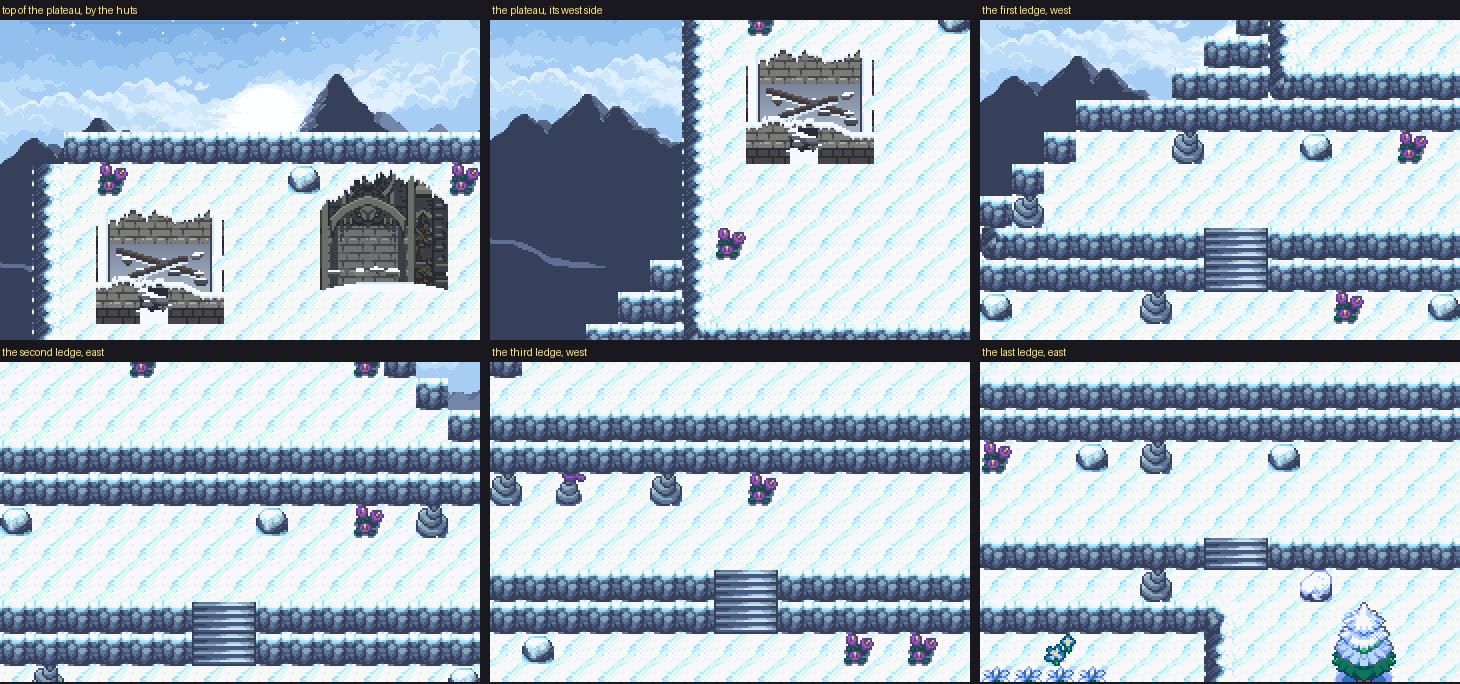 top of the plateau, by the huts
the plateau, its west side
the first ledge, west
the second ledge, east
the third ledge, west
the last ledge, east